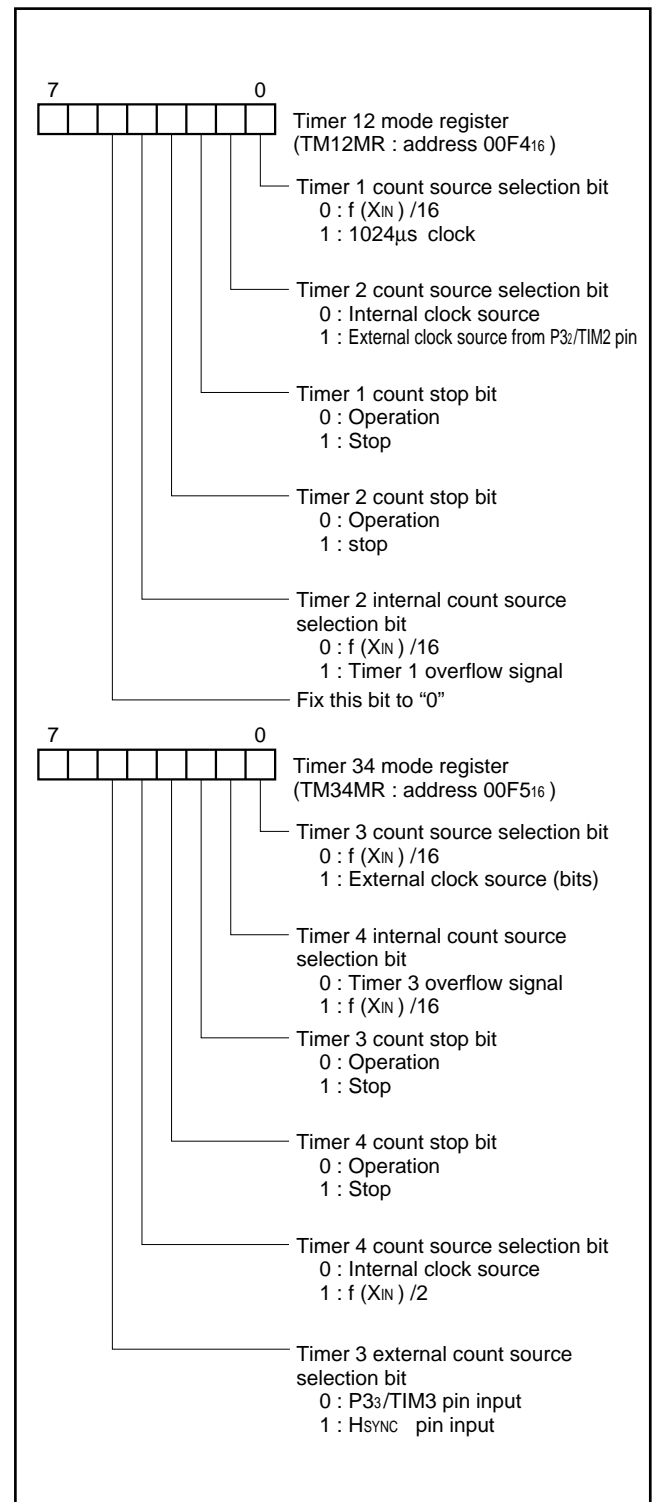 7 0
Timer 12 mode register
(TM12MR : address 00F4₁₆ )
Timer 1 count source selection bit
0 : f (XIN ) /16
1 : 1024µs clock
Timer 2 count source selection bit
0 : Internal clock source
1 : External clock source from P3₂/TIM2 pin
Timer 1 count stop bit
0 : Operation
1 : Stop
Timer 2 count stop bit
0 : Operation
1 : stop
Timer 2 internal count source
selection bit
0 : f (XIN ) /16
1 : Timer 1 overflow signal
Fix this bit to “0”
7 0
Timer 34 mode register
(TM34MR : address 00F5₁₆ )
Timer 3 count source selection bit
0 : f (XIN ) /16
1 : External clock source (bits)
Timer 4 internal count source
selection bit
0 : Timer 3 overflow signal
1 : f (XIN ) /16
Timer 3 count stop bit
0 : Operation
1 : Stop
Timer 4 count stop bit
0 : Operation
1 : Stop
Timer 4 count source selection bit
0 : Internal clock source
1 : f (XIN ) /2
Timer 3 external count source
selection bit
0 : P3₃/TIM3 pin input
1 : HSYNC pin input